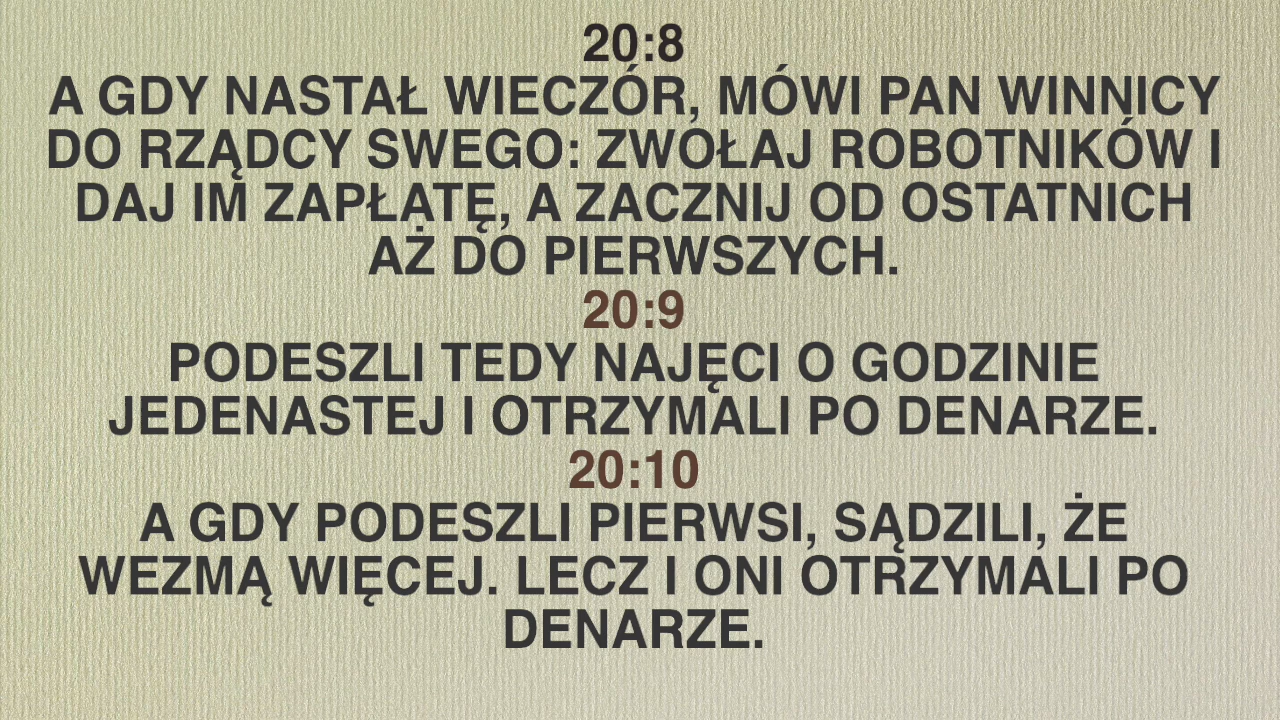 20:8
A GDY NASTAŁ WIECZÓR, MÓWI PAN WINNICY
DO RZĄDCY SWEGO: ZWOŁAJ ROBOTNIKÓW I
DAJ IM ZAPŁATĘ, A ZACZNIJ OD OSTATNICH
AŻ DO PIERWSZYCH.
20:9
PODESZLI TEDY NAJĘCI O GODZINIE
JEDENASTEJ I OTRZYMALI PO DENARZE.
20:10
A GDY PODESZLI PIERWSI, SĄDZILI, ŻE
WEZMĄ WIĘCEJ. LECZ I ONI OTRZYMALI PO
DENARZE.